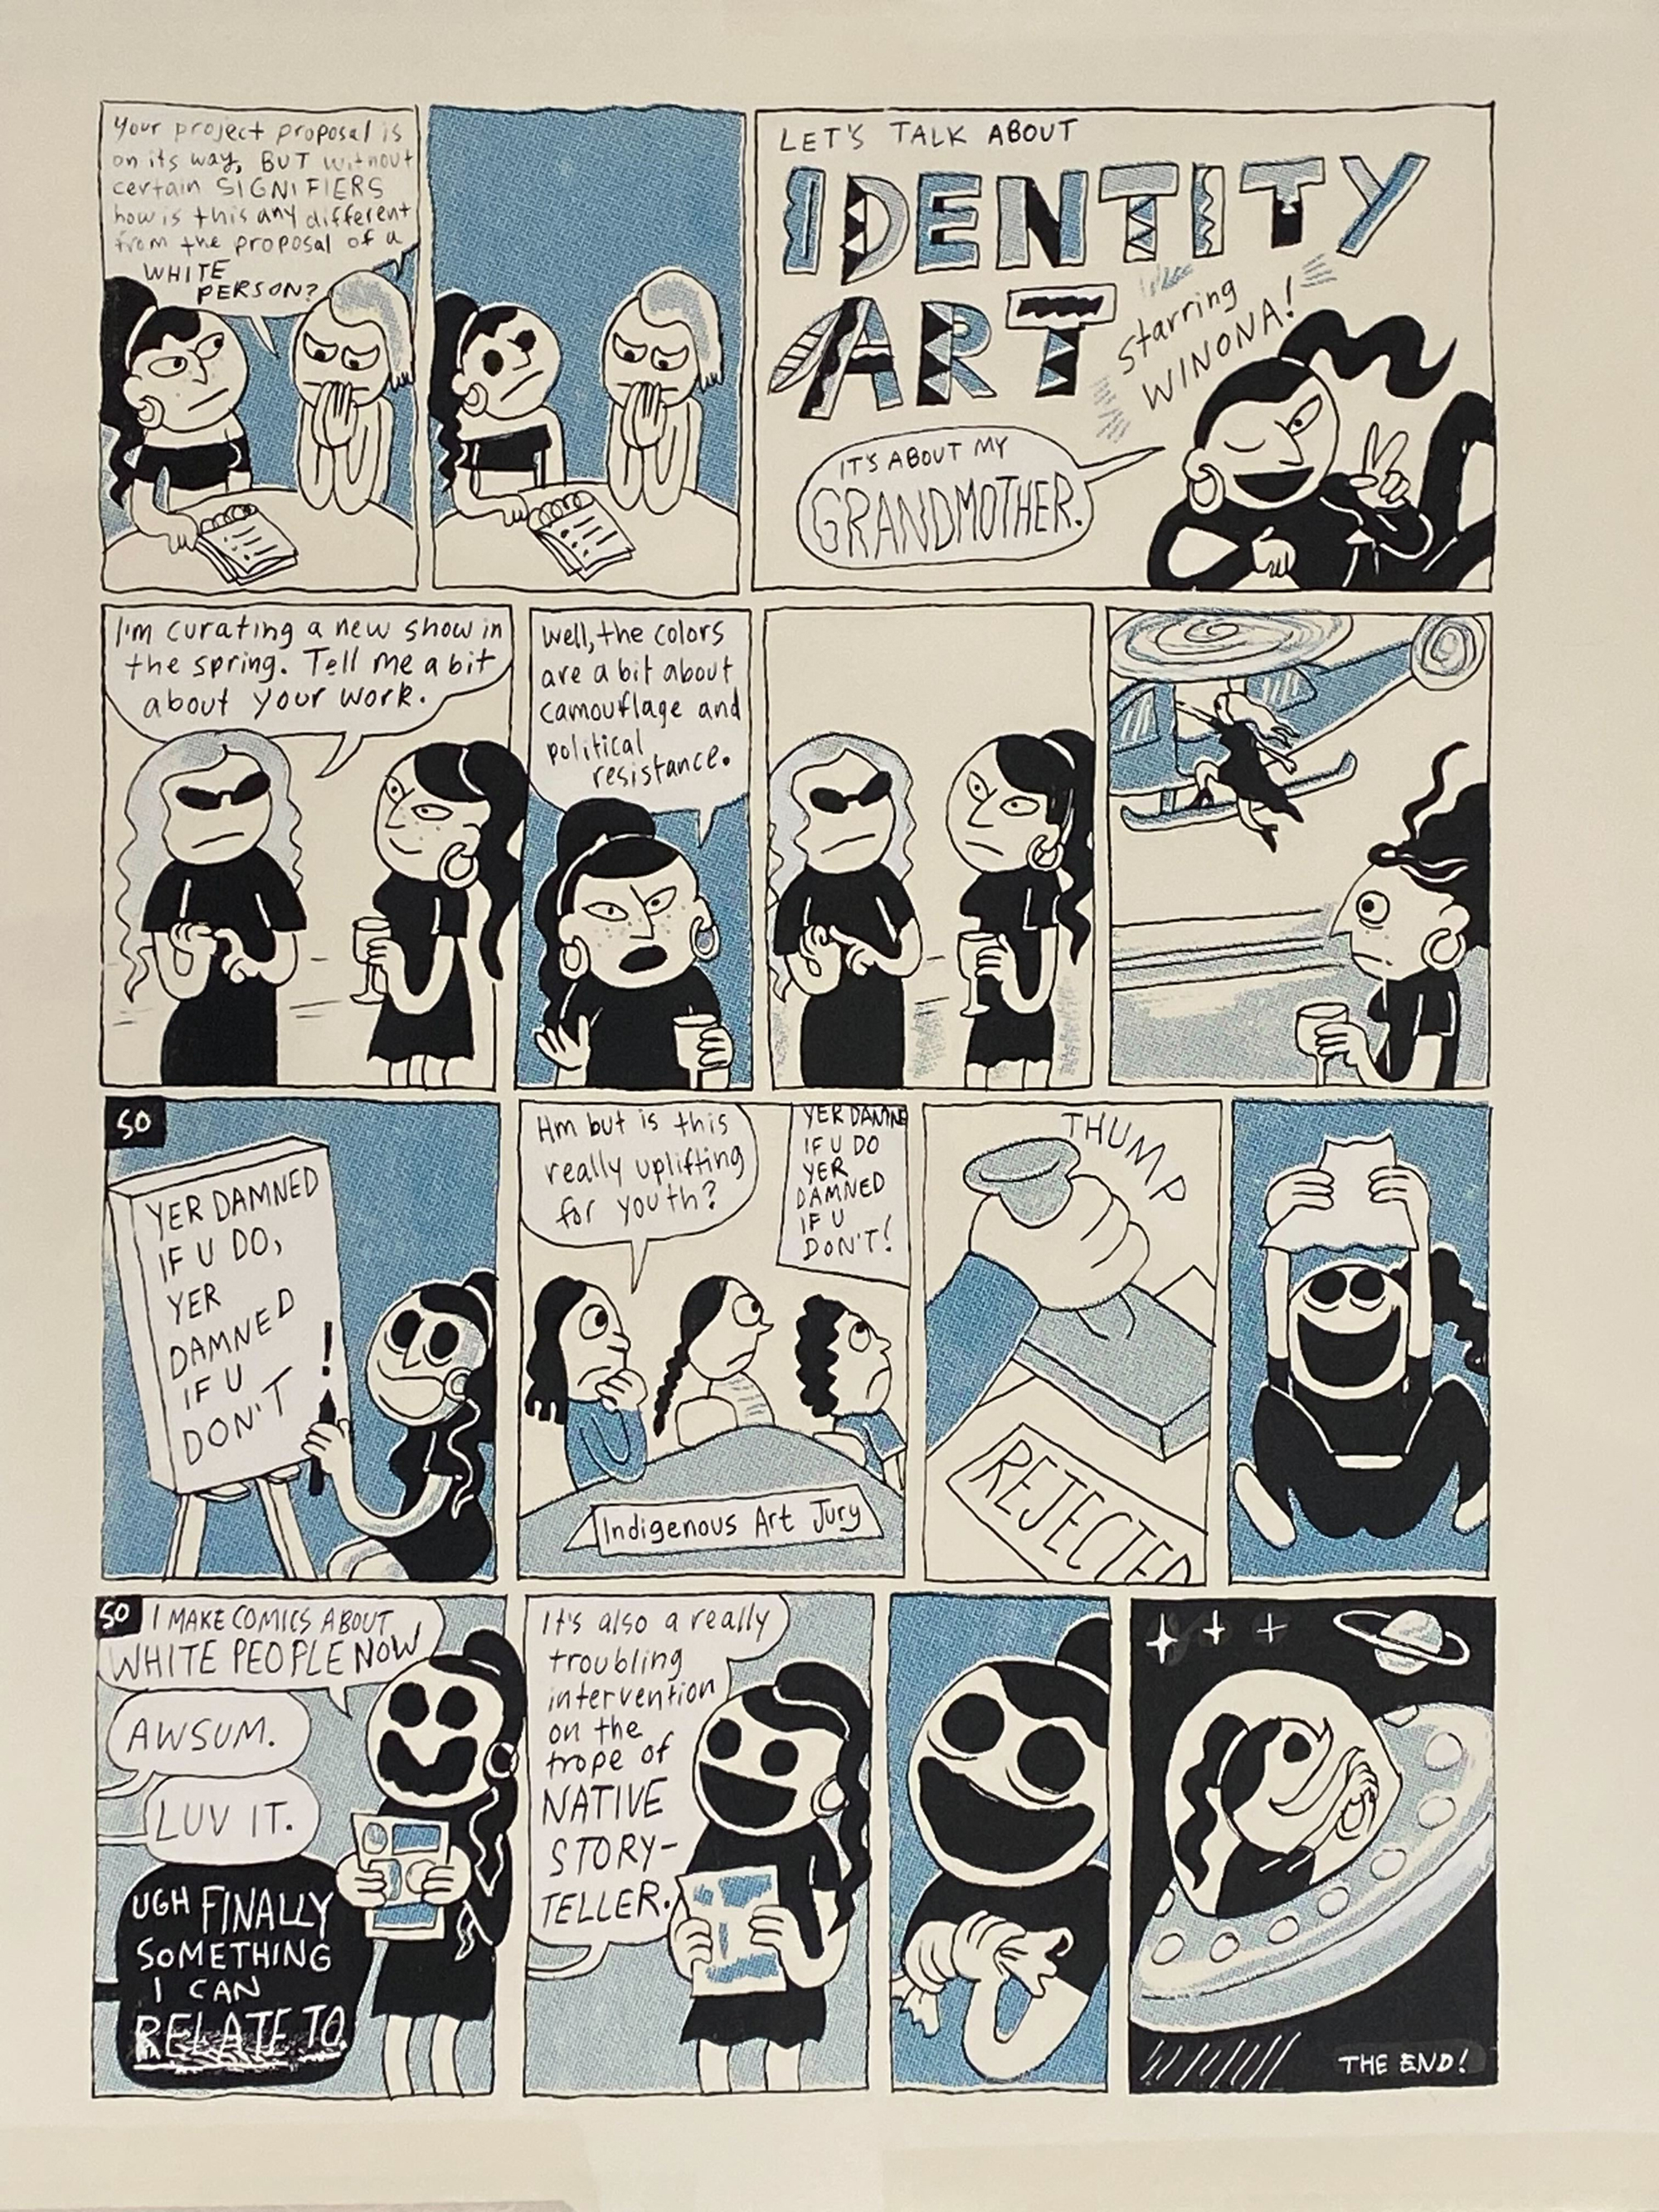 Your project proposal is
on its way, BUT without
certain SIGNIFIERS
how is this any different
from the proposal of a
WHITE
PERSON?
LET'S TALK ABOUT
IDENTITY
ART
Starring
WINONA!
IT'S ABOUT MY
GRANDMOTHER.
I'm curating a new show in
the spring. Tell me a bit
about your work.
Well, the colors
are a bit about
camouflage and
political
resistance.
SO
YER DAMNED
IF U DO,
YER
DAMNED
IF U
DON'T !
Hm but is this
really uplifting
for youth?
YER DAMNE
IF U DO
YER
DAMNED
IF U
DON'T!
Indigenous Art Jury
THUMP
REJECTED
SO I MAKE COMICS ABOUT
WHITE PEOPLE NOW
AWSUM.
LUV IT.
UGH FINALLY
SOMETHING
I CAN
RELATE TO
It's also a really
troubling
intervention
on the
trope of
NATIVE
STORY-
TELLER.
THE END!